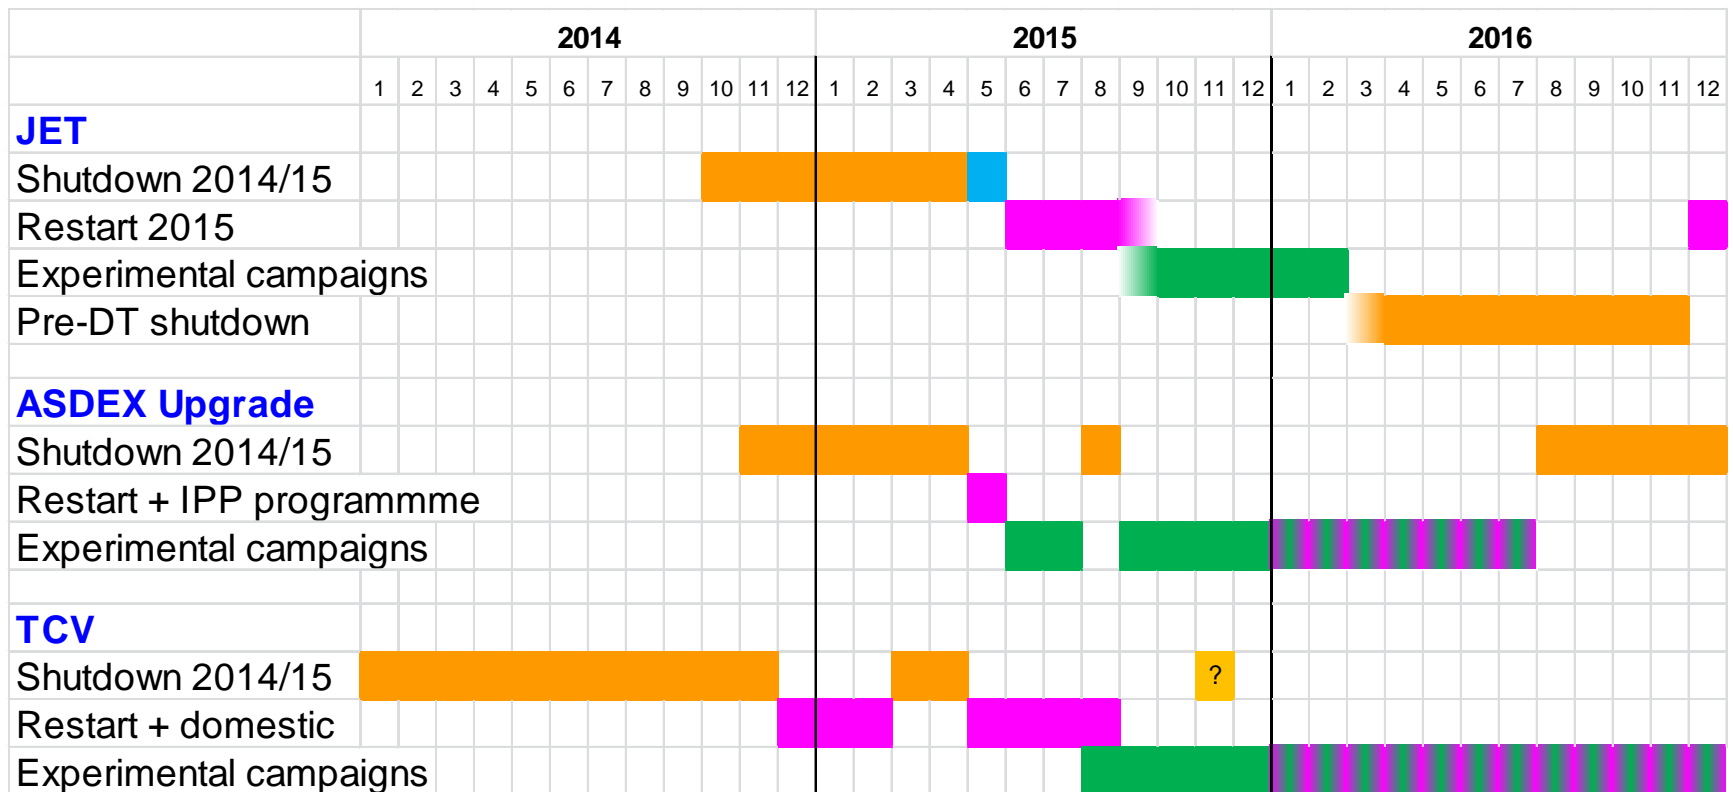 2014 2015 2016
1 2 3 4 5 6 7 8 9 10 11 12 1 2 3 4 5 6 7 8 9 10 11 12 1 2 3 4 5 6 7 8 9 10 11 12
JET
Shutdown 2014/15
Restart 2015
Experimental campaigns
Pre-DT shutdown
ASDEX Upgrade
Shutdown 2014/15
Restart + IPP programmme
Experimental campaigns
TCV
Shutdown 2014/15 ?
Restart + domestic
Experimental campaigns